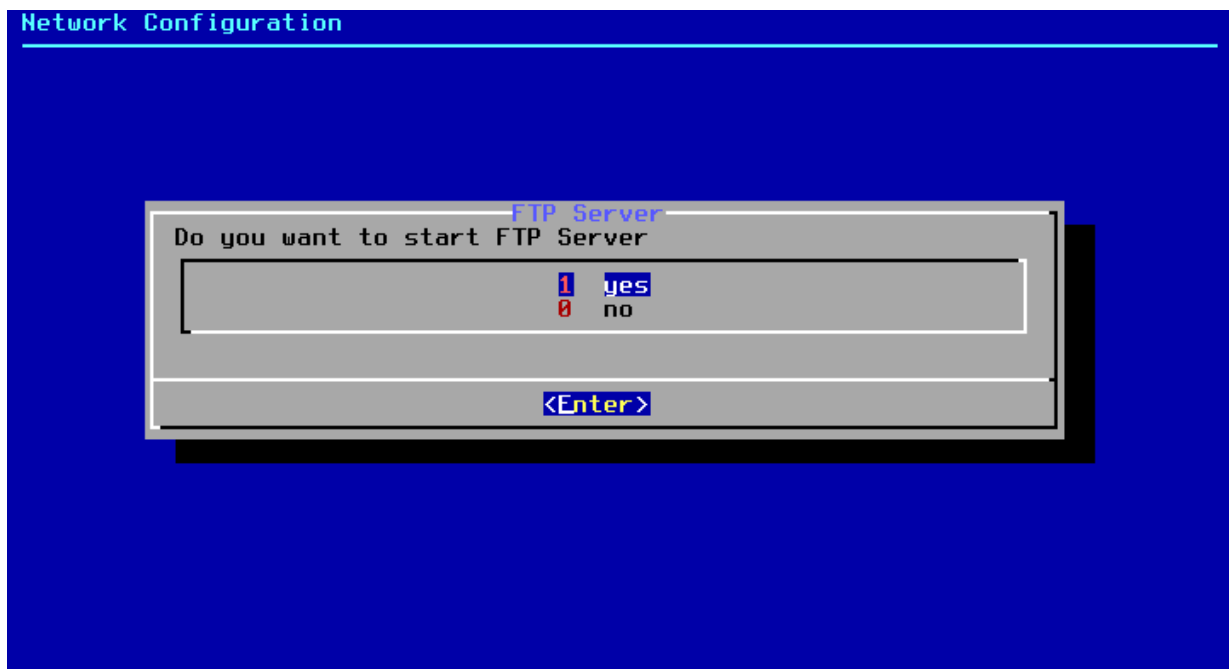 Network Configuration
FTP Server
Do you want to start FTP Server
1 yes
0 no
<Enter>